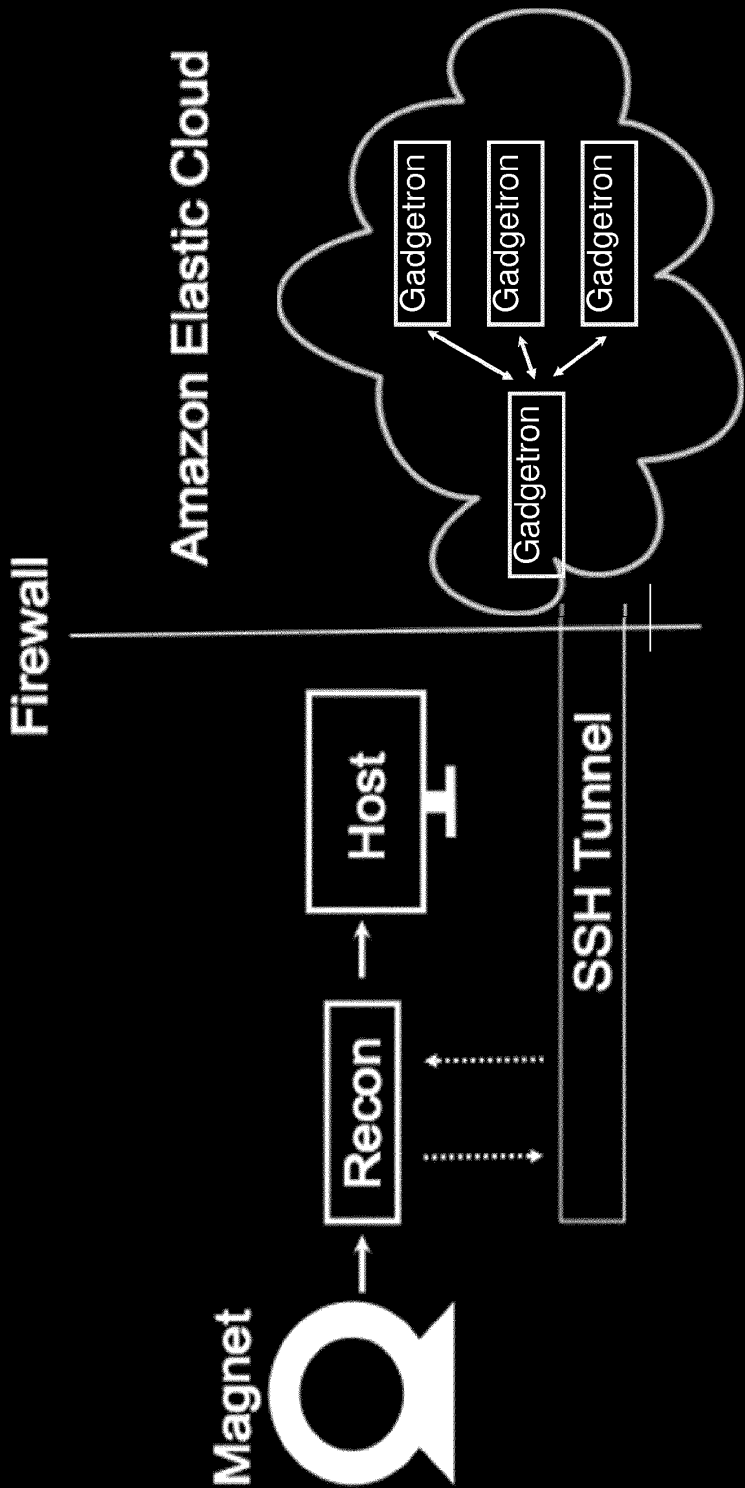 Firewall
Amazon Elastic Cloud
Magnet
Recon
Host
SSH Tunnel
Gadgetron
Gadgetron
Gadgetron
Gadgetron